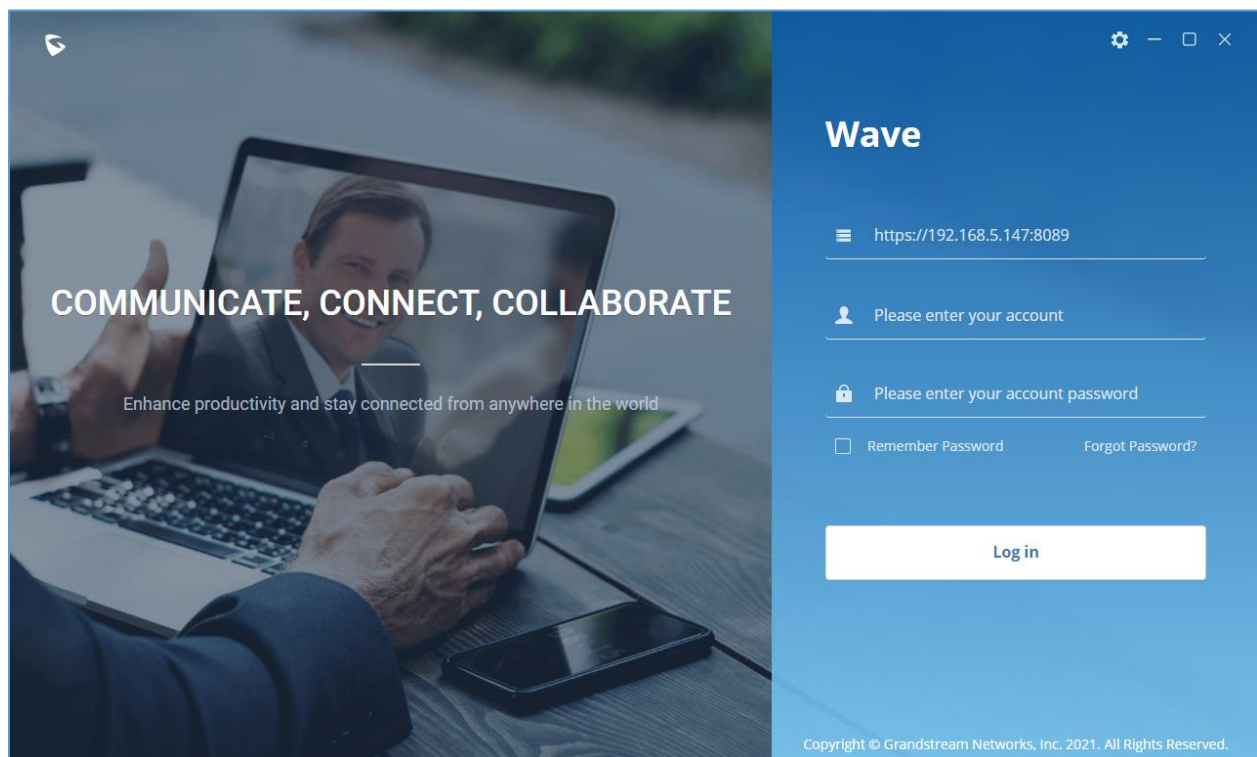 COMMUNICATE, CONNECT, COLLABORATE
Enhance productivity and stay connected from anywhere in the world
Wave
https://192.168.5.147:8089
Please enter your account
Please enter your account password
Remember Password
Forgot Password?
Log in
Copyright © Grandstream Networks, Inc. 2021. All Rights Reserved.